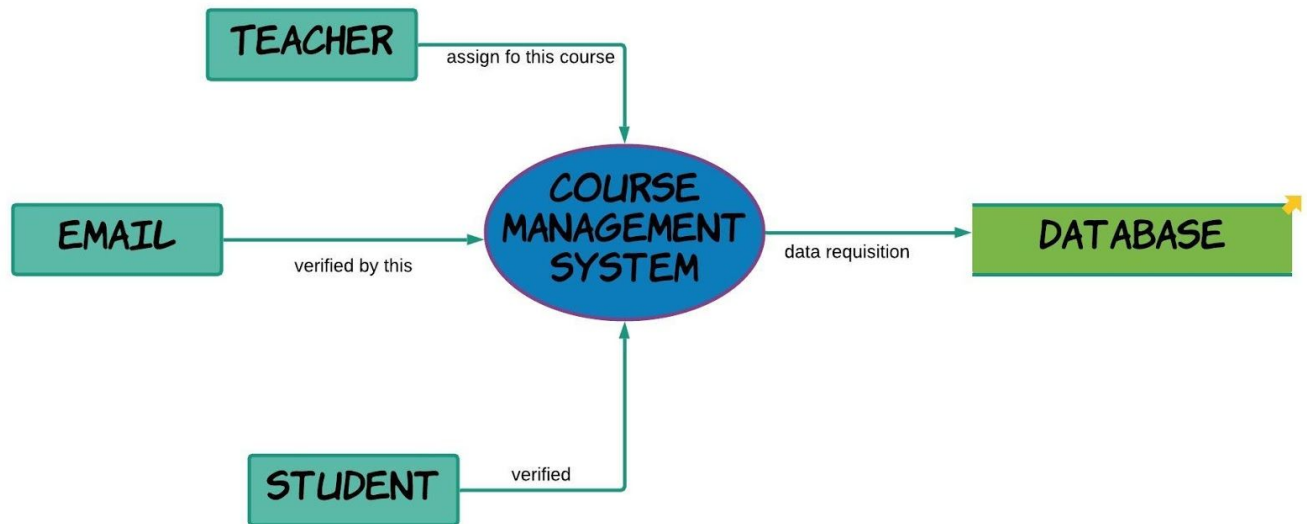 TEACHER
assign fo this course
EMAIL
verified by this
COURSE
MANAGEMENT
SYSTEM
data requisition
DATABASE
STUDENT
verified